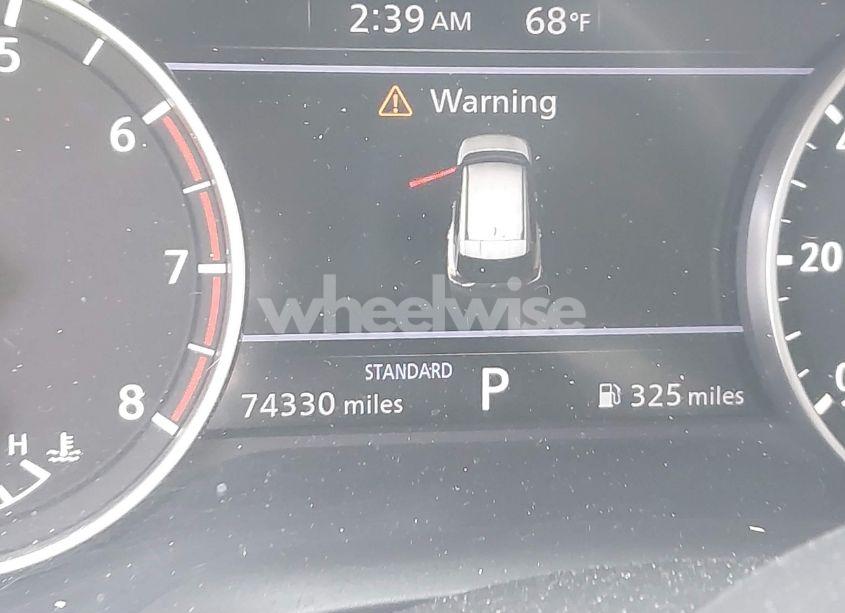 2:39 AM 68°F
5
Warning
6
7
20
wheelwise
STANDARD
8
74330 miles P 325 miles
H